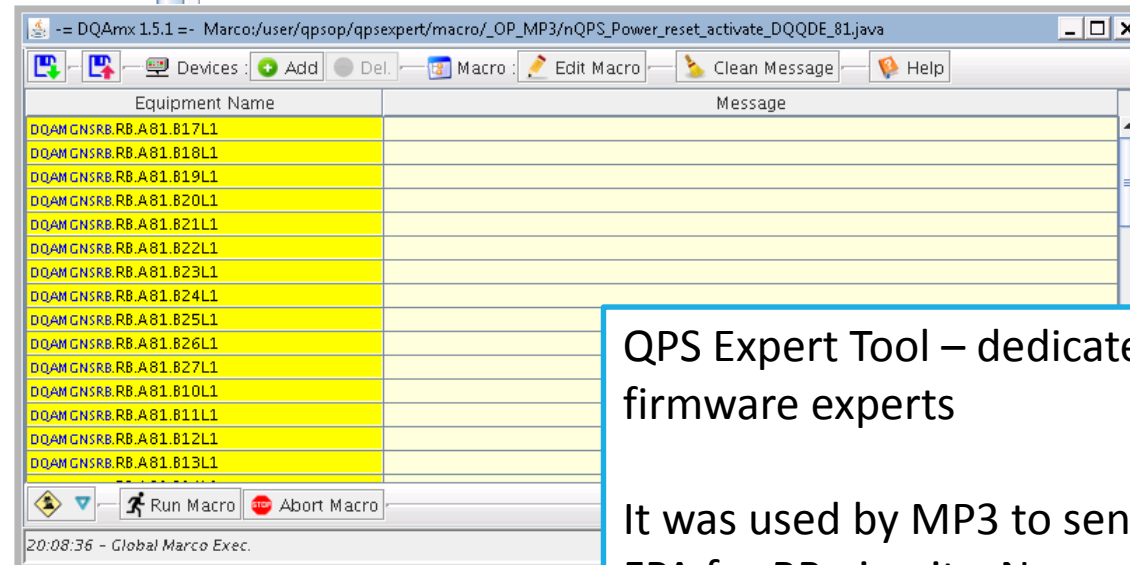 -= DQAmx 1.5.1 =- Marco:/user/qpsop/qpsexpert/macro/_OP_MP3/nQPS_Power_reset_activate_DQQDE_81.java
Devices : Add Del. Macro : Edit Macro Clean Message Help
Equipment Name Message
DQAMGNSRB.RB.A81.B17L1
DQAMGNSRB.RB.A81.B18L1
DQAMGNSRB.RB.A81.B19L1
DQAMGNSRB.RB.A81.B20L1
DQAMGNSRB.RB.A81.B21L1
DQAMGNSRB.RB.A81.B22L1
DQAMGNSRB.RB.A81.B23L1
DQAMGNSRB.RB.A81.B24L1
DQAMGNSRB.RB.A81.B25L1
DQAMGNSRB.RB.A81.B26L1
DQAMGNSRB.RB.A81.B27L1
DQAMGNSRB.RB.A81.B10L1
DQAMGNSRB.RB.A81.B11L1
DQAMGNSRB.RB.A81.B12L1
DQAMGNSRB.RB.A81.B13L1
Run Macro STOP Abort Macro
20:08:36 - Global Marco Exec.
QPS Expert Tool – dedicate
firmware experts
It was used by MP3 to sen